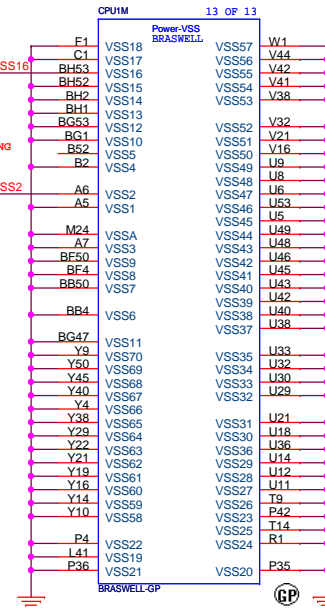 CPU1M 13 OF 13
Power-VSS
BRASWELL
F1 VSS18 VSS57 W1
C1 VSS17 VSS56 V44
SS16 BH53 VSS16 VSS55 V42
BH52 VSS15 VSS54 V41
BH2 VSS14 VSS53 V38
BH1 VSS13
BG53 VSS12 VSS52 V32
BG1 VSS10 VSS51 V21
NG B52 VSS5 VSS50 V16
B2 VSS4 VSS49 U9
VSS48 U8
SS2 A6 VSS2 VSS47 U6
A5 VSS1 VSS46 U53
VSS45 U5
M24 VSSA VSS44 U49
A7 VSS3 VSS43 U48
BF50 VSS9 VSS42 U46
BF4 VSS8 VSS41 U45
BB50 VSS7 VSS40 U43
VSS39 U42
BB4 VSS6 VSS38 U40
VSS37 U38
BG47 VSS11
Y9 VSS70 VSS35 U33
Y50 VSS69 VSS34 U32
Y45 VSS68 VSS33 U30
Y40 VSS67 VSS32 U29
Y4 VSS66
Y38 VSS65 VSS31 U21
Y29 VSS64 VSS30 U18
Y22 VSS63 VSS36 U36
Y21 VSS62 VSS29 U14
Y19 VSS61 VSS28 U12
Y16 VSS60 VSS27 U11
Y14 VSS59 VSS26 T9
Y10 VSS58 VSS23 P42
VSS25 T14
P4 VSS22 VSS24 R1
L41 VSS19
P36 VSS21 VSS20 P35
BRASWELL-GP GP